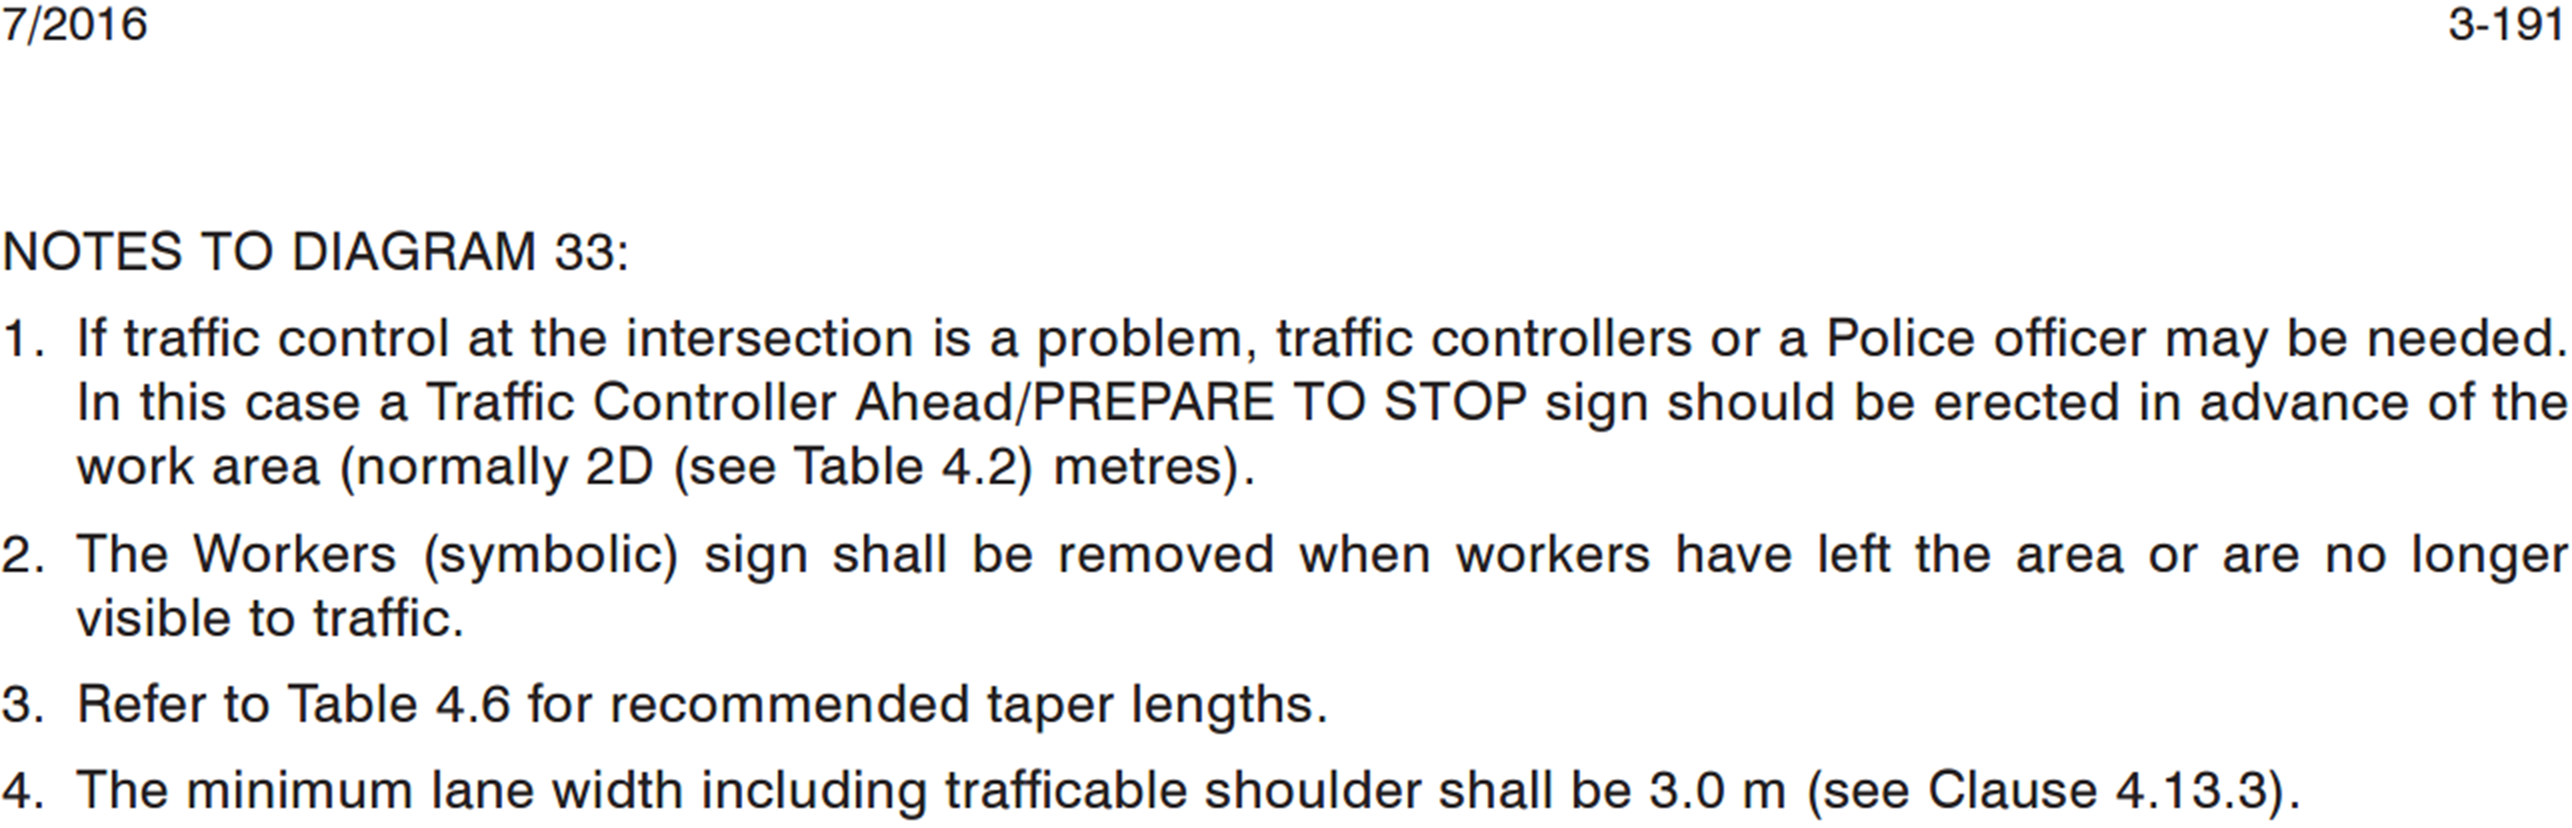 7/2016 3-191
NOTES TO DIAGRAM 33:
1. If traffic control at the intersection is a problem, traffic controllers or a Police officer may be needed.
In this case a Traffic Controller Ahead/PREPARE TO STOP sign should be erected in advance of the
work area (normally 2D (see Table 4.2) metres).
2. The Workers (symbolic) sign shall be removed when workers have left the area or are no longer
visible to traffic.
3. Refer to Table 4.6 for recommended taper lengths.
4. The minimum lane width including trafficable shoulder shall be 3.0 m (see Clause 4.13.3).